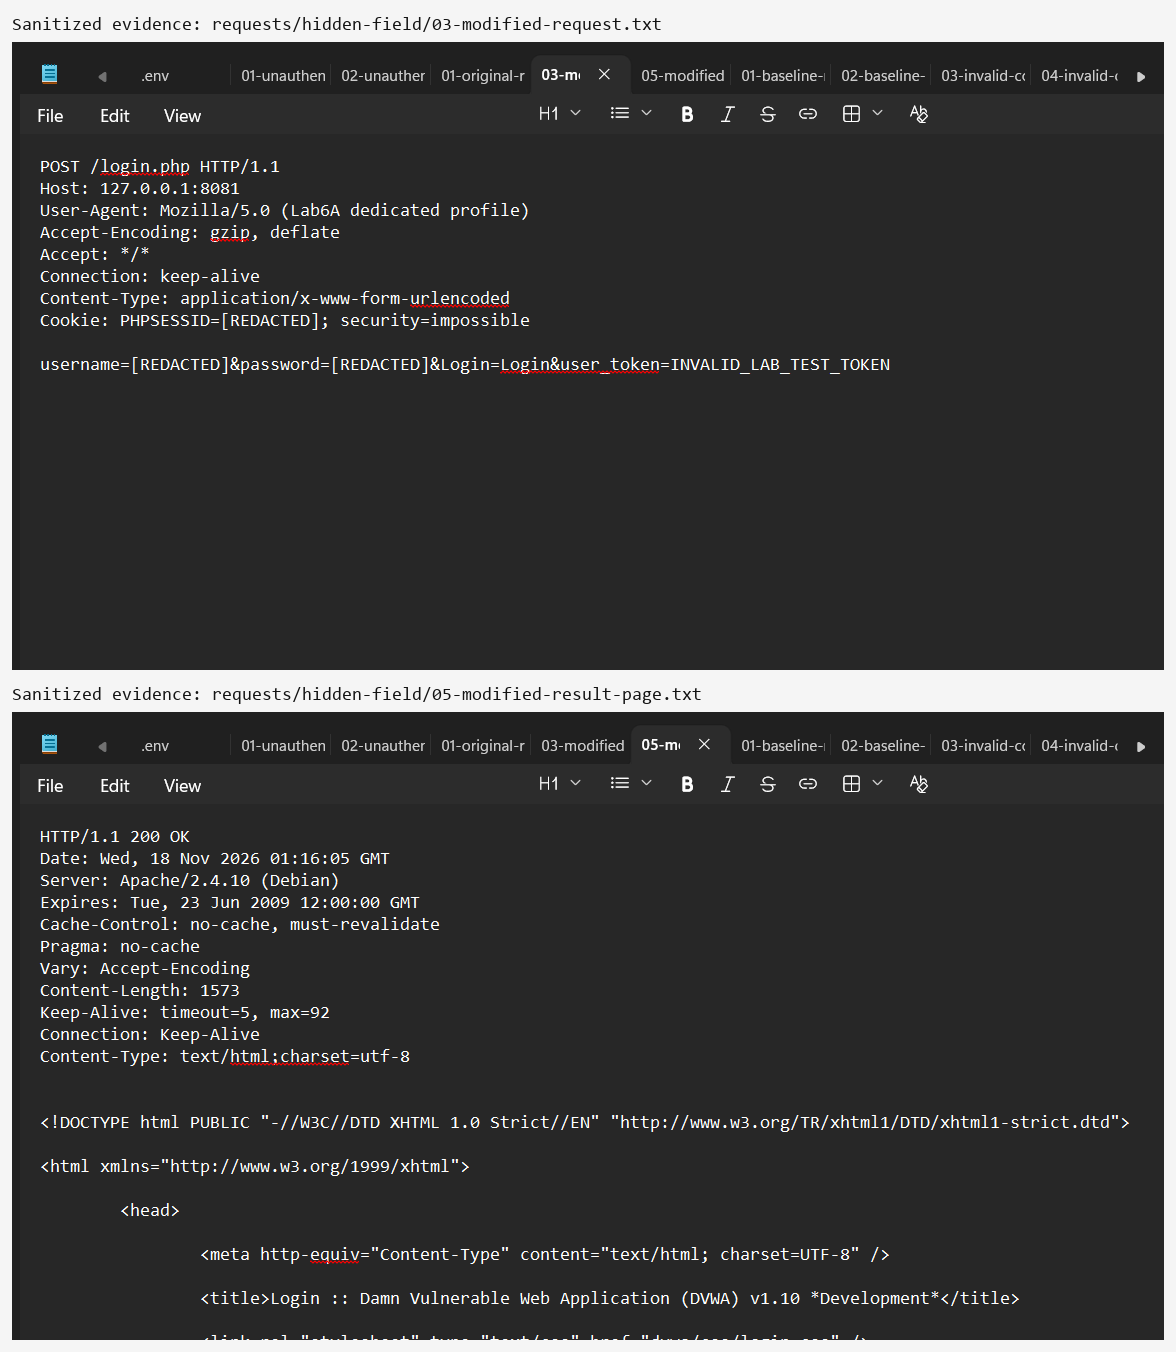 Sanitized evidence: requests/hidden-field/03-modified-request.txt
.env 01-unauthen 02-unauther 01-original-r 03-m 05-modified 01-baseline- 02-baseline- 03-invalid-c 04-invalid-
File Edit View H1 B I S
POST /login.php HTTP/1.1
Host: 127.0.0.1:8081
User-Agent: Mozilla/5.0 (Lab6A dedicated profile)
Accept-Encoding: gzip, deflate
Accept: */*
Connection: keep-alive
Content-Type: application/x-www-form-urlencoded
Cookie: PHPSESSID=[REDACTED]; security=impossible
username=[REDACTED]&password=[REDACTED]&Login=Login&user_token=INVALID_LAB_TEST_TOKEN
Sanitized evidence: requests/hidden-field/05-modified-result-page.txt
.env 01-unauthen 02-unauther 01-original-r 03-modified 05-m 01-baseline- 02-baseline- 03-invalid-c 04-invalid-
File Edit View H1 B I S
HTTP/1.1 200 OK
Date: Wed, 18 Nov 2026 01:16:05 GMT
Server: Apache/2.4.10 (Debian)
Expires: Tue, 23 Jun 2009 12:00:00 GMT
Cache-Control: no-cache, must-revalidate
Pragma: no-cache
Vary: Accept-Encoding
Content-Length: 1573
Keep-Alive: timeout=5, max=92
Connection: Keep-Alive
Content-Type: text/html;charset=utf-8
<!DOCTYPE html PUBLIC "-//W3C//DTD XHTML 1.0 Strict//EN" "http://www.w3.org/TR/xhtml1/DTD/xhtml1-strict.dtd">
<html xmlns="http://www.w3.org/1999/xhtml">
<head>
<meta http-equiv="Content-Type" content="text/html; charset=UTF-8" />
<title>Login :: Damn Vulnerable Web Application (DVWA) v1.10 *Development*</title>